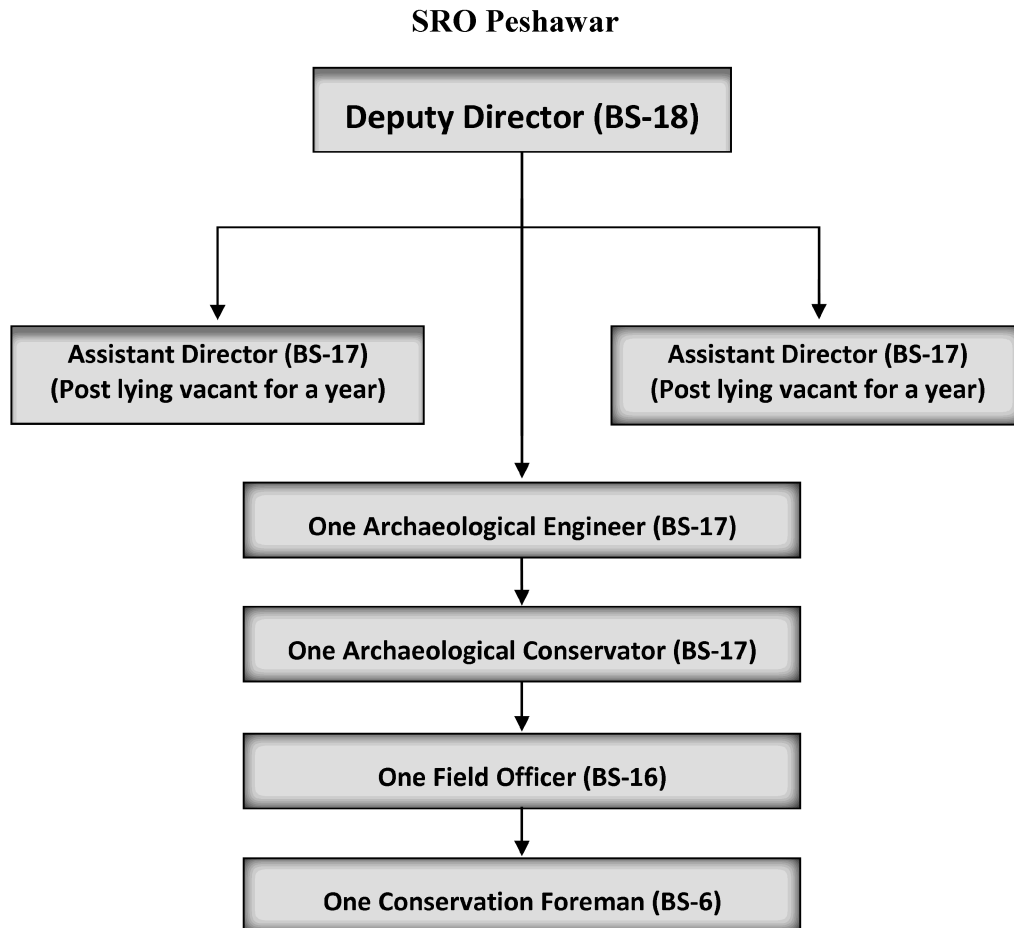 SRO Peshawar
Deputy Director (BS-18)
Assistant Director (BS-17)
(Post lying vacant for a year)
Assistant Director (BS-17)
(Post lying vacant for a year)
One Archaeological Engineer (BS-17)
One Archaeological Conservator (BS-17)
One Field Officer (BS-16)
One Conservation Foreman (BS-6)